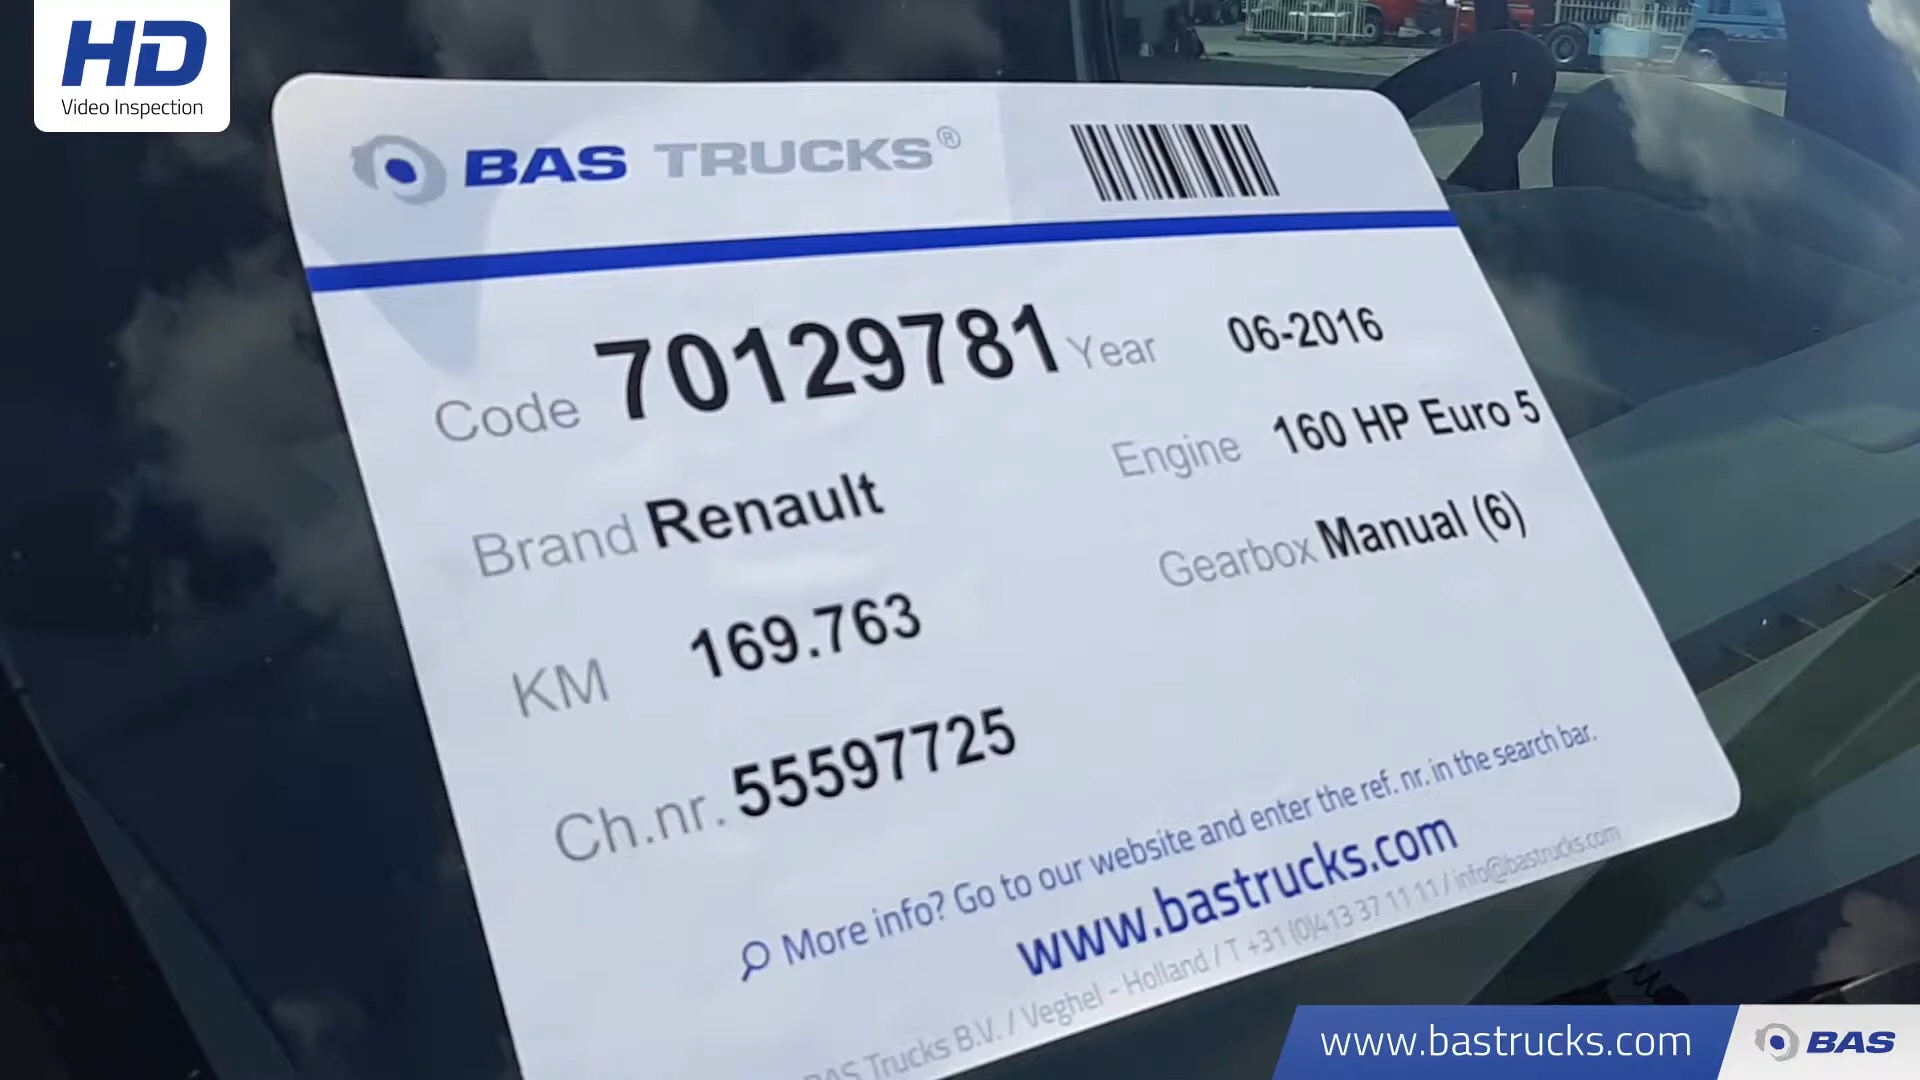 HD
Video Inspection
BAS TRUCKS®
Code 70129781 Year 06-2016
Brand Renault Engine 160 HP Euro 5
KM 169.763 Gearbox Manual (6)
Ch.nr. 55597725
More info? Go to our website and enter the ref. nr. in the search bar.
www.bastrucks.com
BAS Trucks B.V. / Veghel - Holland / T +31 (0)413 37 11 11 / info@bastrucks.com
www.bastrucks.com BAS